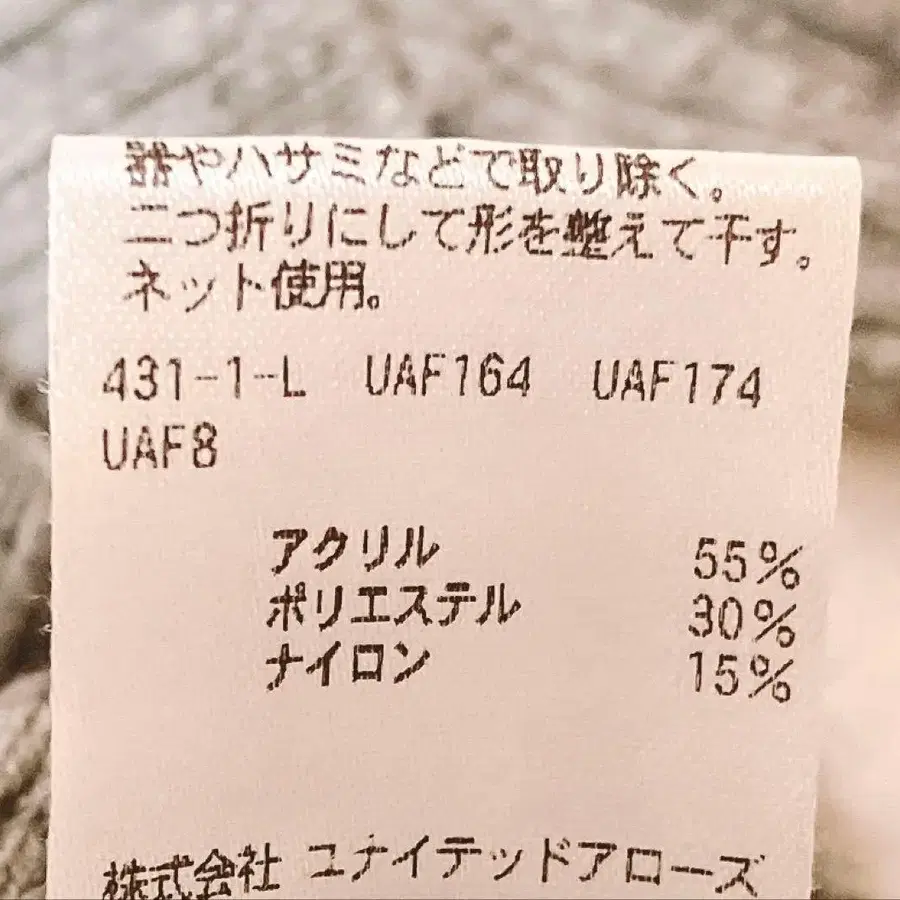 器やハサミなどで取り除く。
二つ折りにして形を整えて干す。
ネット使用。
431-1-L UAF164 UAF174
UAF8
アクリル 55%
ポリエステル 30%
ナイロン 15%
株式会社 ユナイテッドアローズ